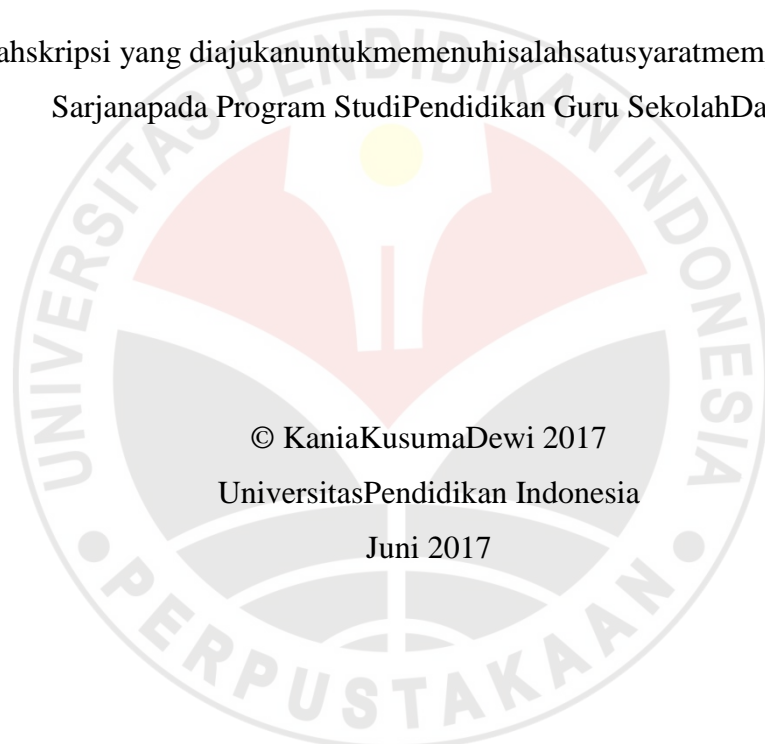 ahskripsi yang diajukanuntukmemenuhisalahsatusyaratmem
Sarjanapada Program StudiPendidikan Guru SekolahDa
© KaniaKusumaDewi 2017
UniversitasPendidikan Indonesia
Juni 2017
UNIVERSITAS PENDIDIKAN INDONESIA
PERPUSTAKAAN